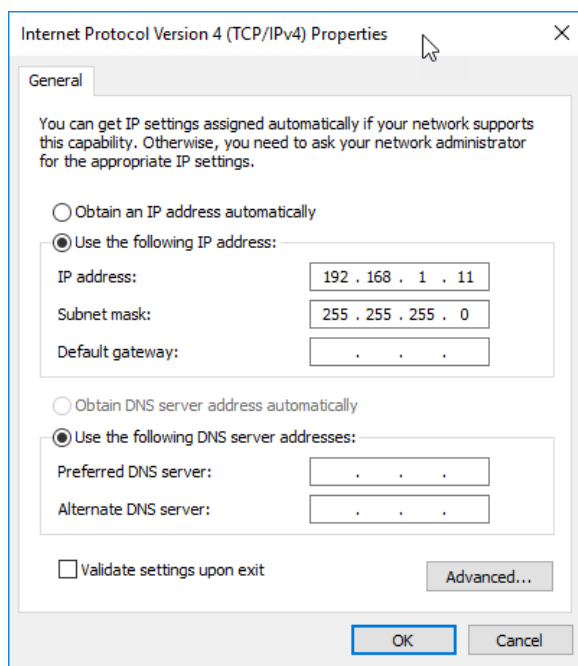 Internet Protocol Version 4 (TCP/IPv4) Properties
General
You can get IP settings assigned automatically if your network supports
this capability. Otherwise, you need to ask your network administrator
for the appropriate IP settings.
Obtain an IP address automatically
Use the following IP address:
IP address: 192 . 168 . 1 . 11
Subnet mask: 255 . 255 . 255 . 0
Default gateway: . . .
Obtain DNS server address automatically
Use the following DNS server addresses:
Preferred DNS server: . . .
Alternate DNS server: . . .
Validate settings upon exit
Advanced...
OK Cancel